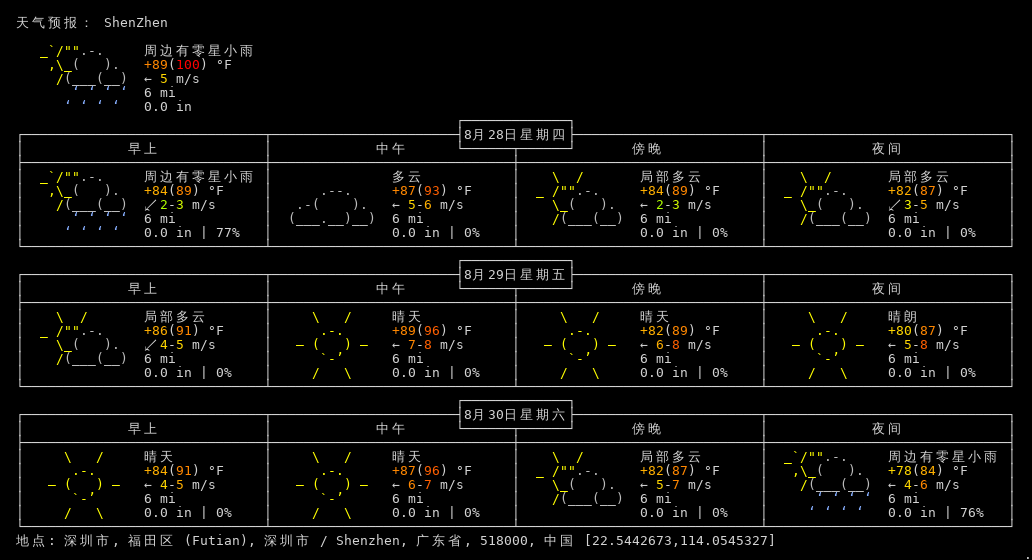 天气预报： ShenZhen
周边有零星小雨
+89(100) °F
← 5 m/s
6 mi
0.0 in
8月28日星期四
早上 中午 傍晚 夜间
周边有零星小雨 多云 局部多云 局部多云
+84(89) °F +87(93) °F +84(89) °F +82(87) °F
↙ 2-3 m/s ← 5-6 m/s ← 2-3 m/s ↙ 3-5 m/s
6 mi 6 mi 6 mi 6 mi
0.0 in | 77% 0.0 in | 0% 0.0 in | 0% 0.0 in | 0%
8月29日星期五
早上 中午 傍晚 夜间
局部多云 晴天 晴天 晴朗
+86(91) °F +89(96) °F +82(89) °F +80(87) °F
↙ 4-5 m/s ← 7-8 m/s ← 6-8 m/s ← 5-8 m/s
6 mi 6 mi 6 mi 6 mi
0.0 in | 0% 0.0 in | 0% 0.0 in | 0% 0.0 in | 0%
8月30日星期六
早上 中午 傍晚 夜间
晴天 晴天 局部多云 周边有零星小雨
+84(91) °F +87(96) °F +82(87) °F +78(84) °F
← 4-5 m/s ← 6-7 m/s ← 5-7 m/s ← 4-6 m/s
6 mi 6 mi 6 mi 6 mi
0.0 in | 0% 0.0 in | 0% 0.0 in | 0% 0.0 in | 76%
地点: 深圳市, 福田区 (Futian), 深圳市 / Shenzhen, 广东省, 518000, 中国 [22.5442673,114.0545327]